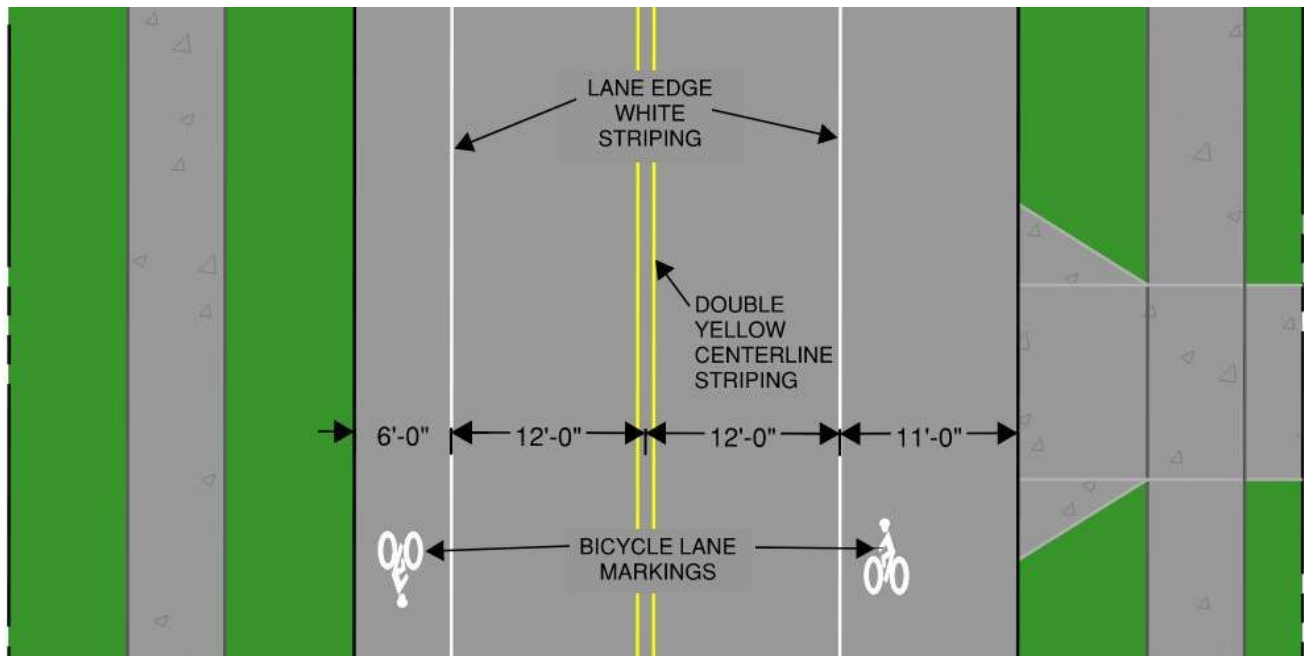 LANE EDGE
WHITE
STRIPING
DOUBLE
YELLOW
CENTERLINE
STRIPING
6'-0" 12'-0" 12'-0" 11'-0"
BICYCLE LANE
MARKINGS